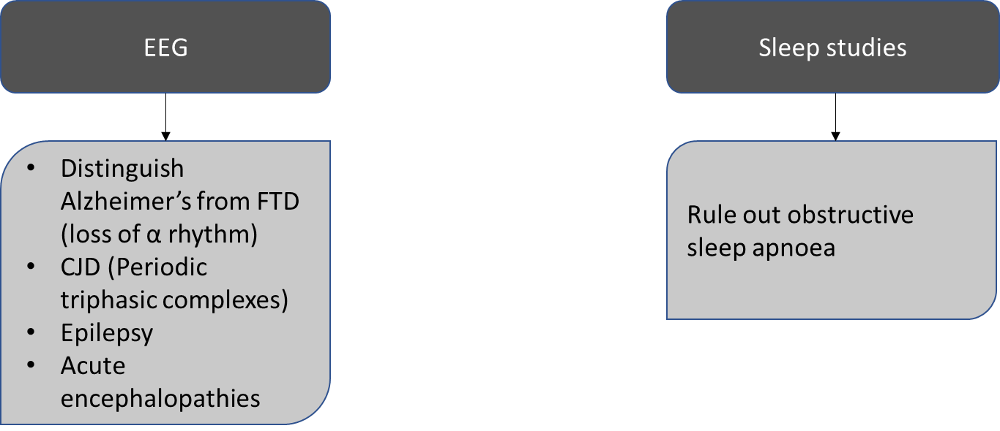 EEG
Sleep studies
• Distinguish
Alzheimer’s from FTD
(loss of α rhythm)
• CJD (Periodic
triphasic complexes)
• Epilepsy
• Acute
encephalopathies
Rule out obstructive
sleep apnoea